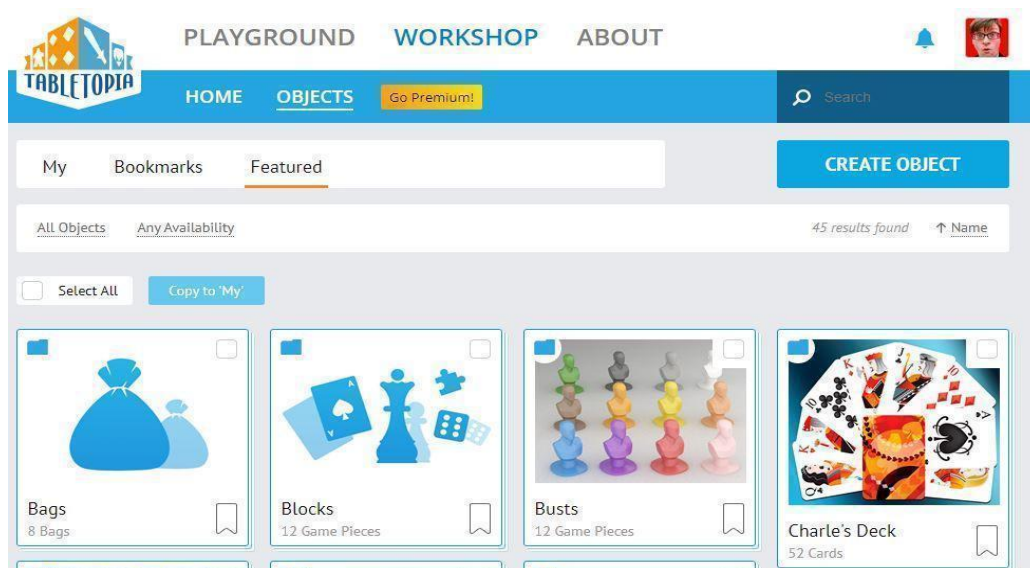 PLAYGROUND WORKSHOP ABOUT
TABLETOPIA
HOME OBJECTS Go Premium! Search
My Bookmarks Featured CREATE OBJECT
All Objects Any Availability 45 results found ↑ Name
Select All Copy to 'My'
Bags Blocks Busts Charle's Deck
8 Bags 12 Game Pieces 12 Game Pieces 52 Cards